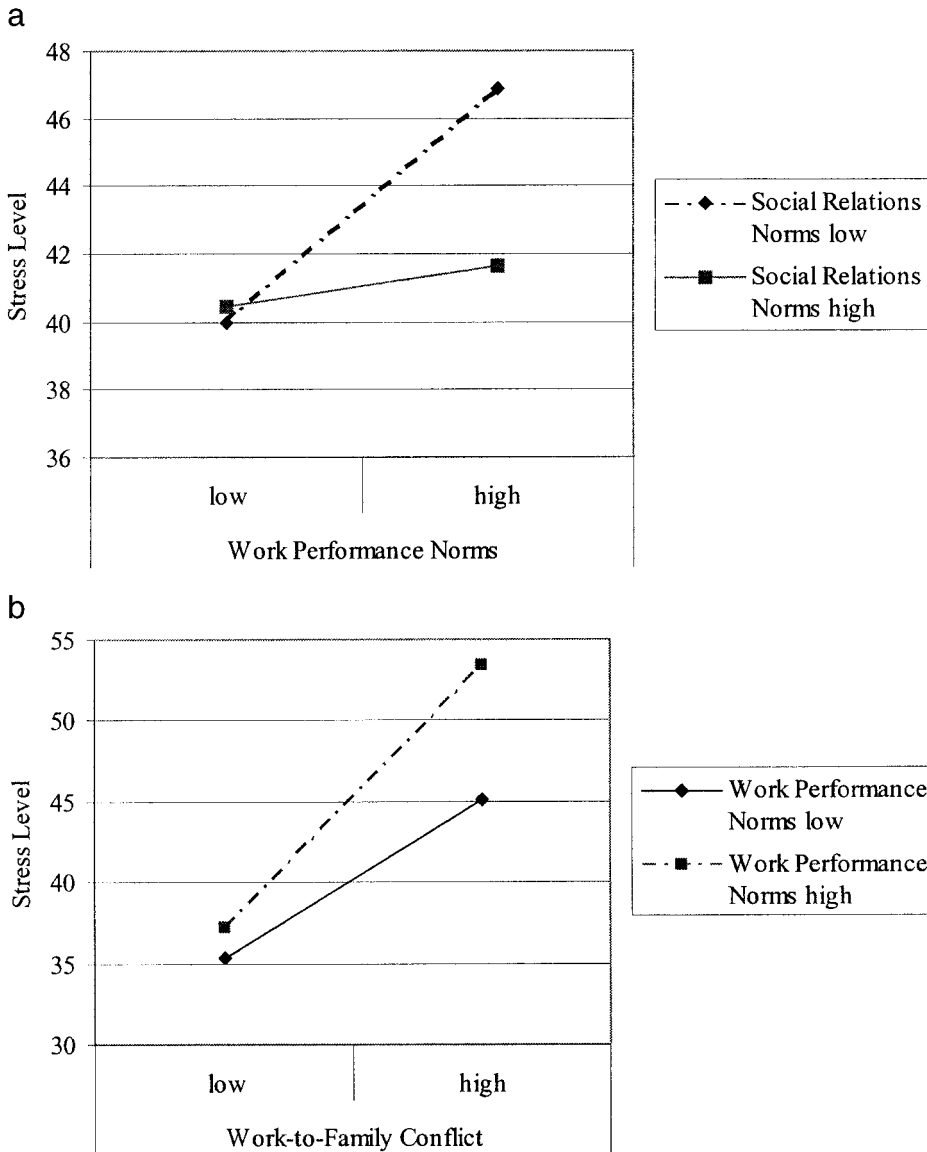 a
48
46
44
42
40
38
36
Stress Level
low
high
Work Performance Norms
Social Relations
Norms low
Social Relations
Norms high
b
55
50
45
40
35
30
Stress Level
low
high
Work-to-Family Conflict
Work Performance
Norms low
Work Performance
Norms high